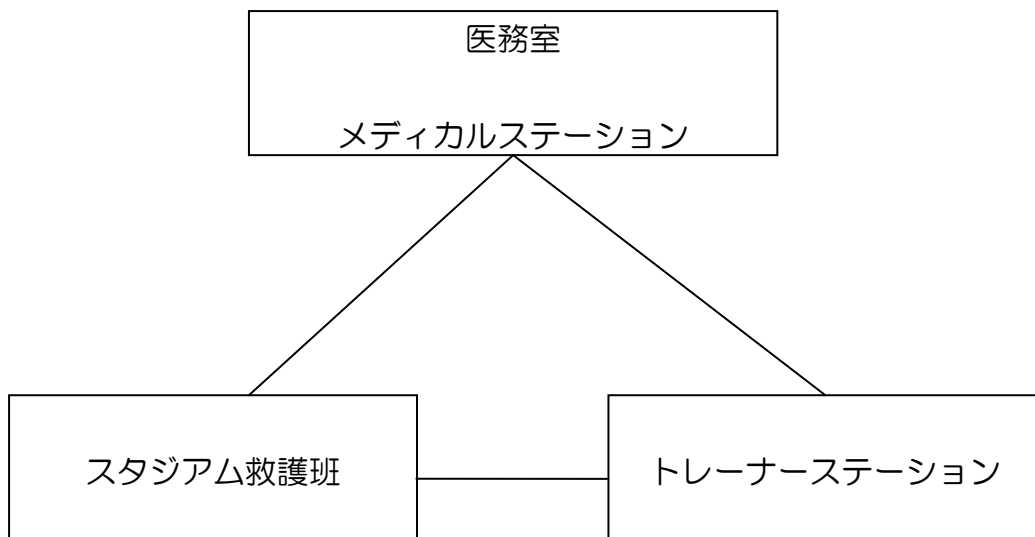 医務室
メディカルステーション
スタジアム救護班
トレーナーステーション